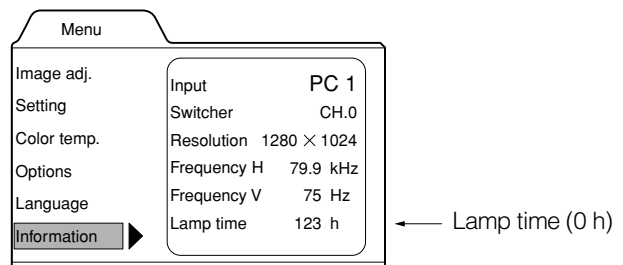 Menu
Image adj.
Setting
Color temp.
Options
Language
Information
Input PC 1
Switcher CH.0
Resolution 1280 × 1024
Frequency H 79.9 kHz
Frequency V 75 Hz
Lamp time 123 h
Lamp time (0 h)